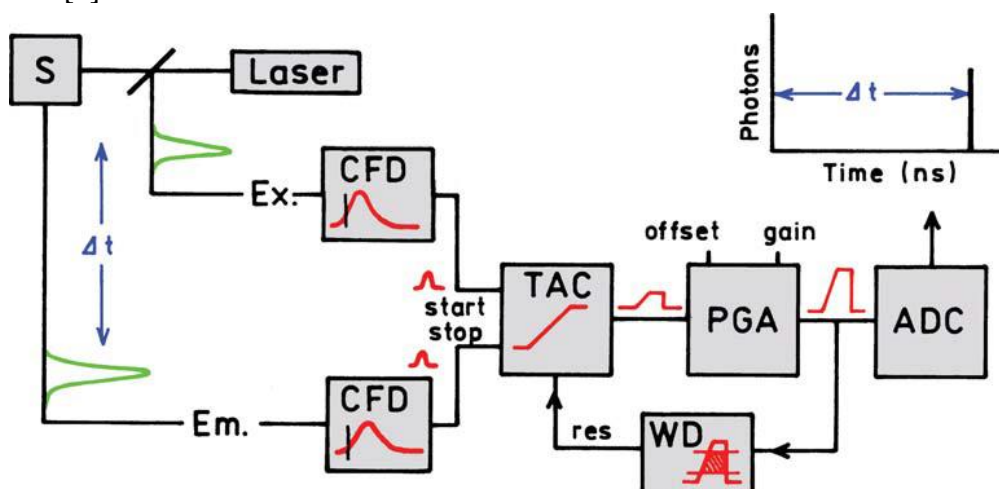 S
Laser
Δt
Ex.
CFD
start
stop
Em.
CFD
TAC
offset
gain
PGA
ADC
res
WD
Photons
Δt
Time (ns)